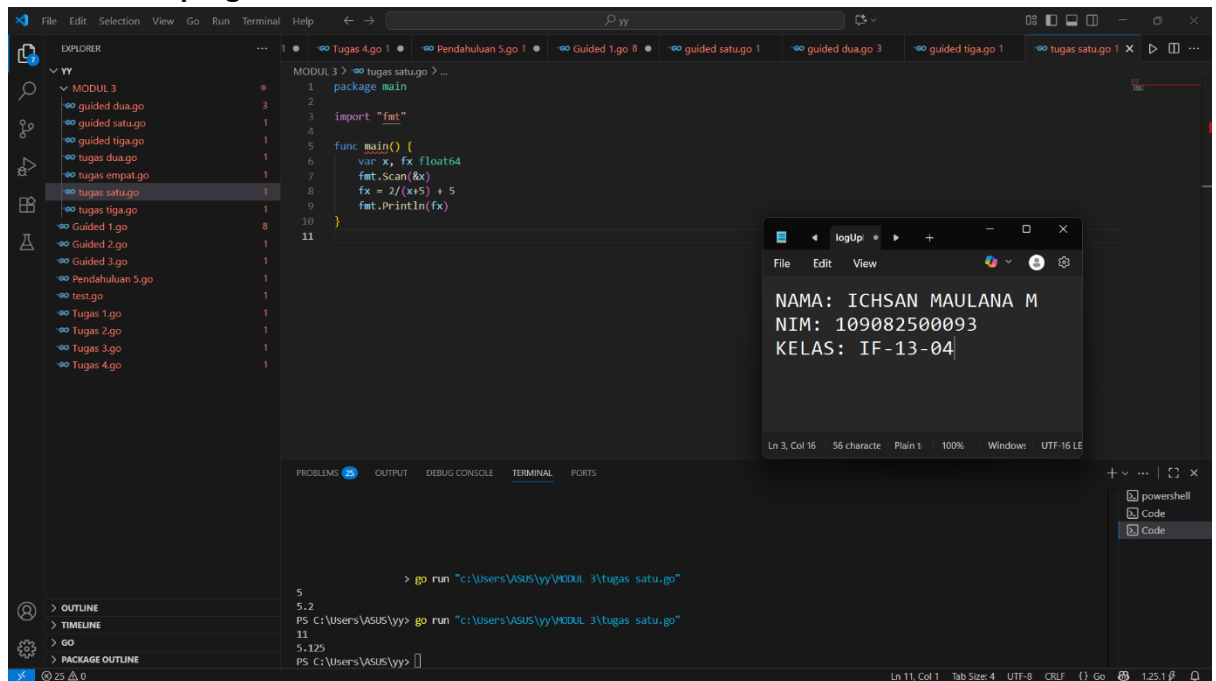 File Edit Selection View Go Run Terminal Help
yy
EXPLORER
1
Tugas 4.go 1
Pendahuluan 5.go 1
Guided 1.go 8
guided satu.go 1
guided dua.go 3
guided tiga.go 1
tugas satu.go 1
YY
MODUL 3
guided dua.go 3
guided satu.go 1
guided tiga.go 1
tugas dua.go 1
tugas empat.go 1
tugas satu.go 1
tugas tiga.go 1
Guided 1.go 8
Guided 2.go 1
Guided 3.go 1
Pendahuluan 5.go 1
test.go 1
Tugas 1.go 1
Tugas 2.go 1
Tugas 3.go 1
Tugas 4.go 1
OUTLINE
TIMELINE
GO
PACKAGE OUTLINE
MODUL 3 > tugas satu.go > ...
1 package main
2
3 import "fmt"
4
5 func main() {
6 var x, fx float64
7 fmt.Scan(&x)
8 fx = 2/(x+5) + 5
9 fmt.Println(fx)
10 }
11
logUp
File Edit View
NAMA: ICHSAN MAULANA M
NIM: 109082500093
KELAS: IF-13-04
Ln 3, Col 16 56 characte Plain t 100% Windows UTF-16 LE
PROBLEMS 25 OUTPUT DEBUG CONSOLE TERMINAL PORTS
powershell
Code
Code
> go run "c:\Users\ASUS\yy\MODUL 3\tugas satu.go"
5
5.2
PS C:\Users\ASUS\yy> go run "c:\Users\ASUS\yy\MODUL 3\tugas satu.go"
11
5.125
PS C:\Users\ASUS\yy>
25 0
Ln 11, Col 1 Tab Size: 4 UTF-8 CRLF {} Go 1.25.1